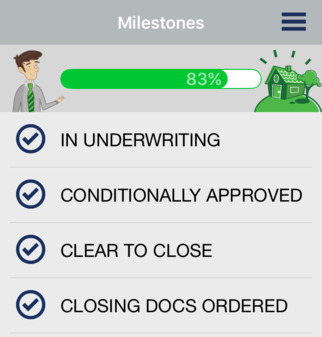 Milestones
83%
IN UNDERWRITING
CONDITIONALLY APPROVED
CLEAR TO CLOSE
CLOSING DOCS ORDERED